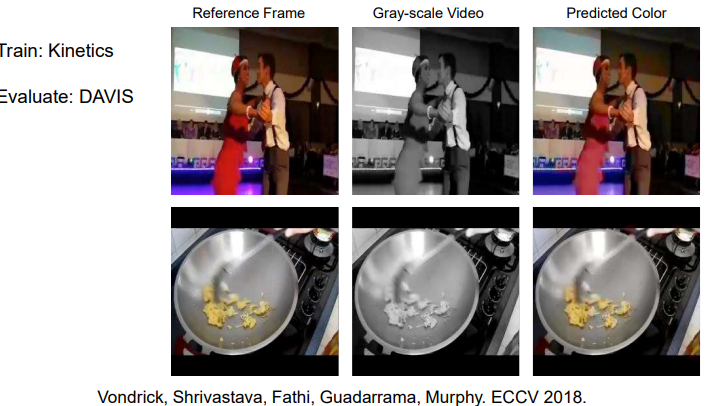 Reference Frame
Gray-scale Video
Predicted Color
Train: Kinetics
Evaluate: DAVIS
Vondrick, Shrivastava, Fathi, Guadarrama, Murphy. ECCV 2018.